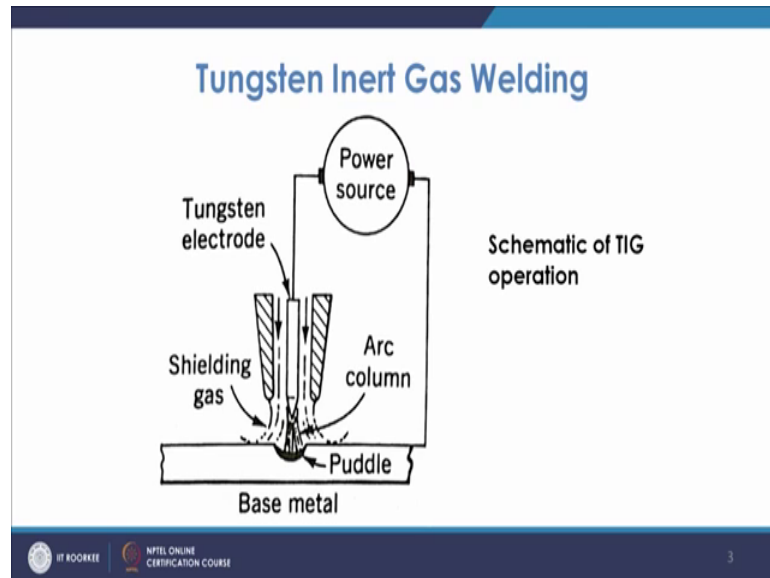 Tungsten Inert Gas Welding
Power
source
Tungsten
electrode
Schematic of TIG
operation
Arc
column
Shielding
gas
Puddle
Base metal
IIT ROORKEE
NPTEL ONLINE
CERTIFICATION COURSE
3